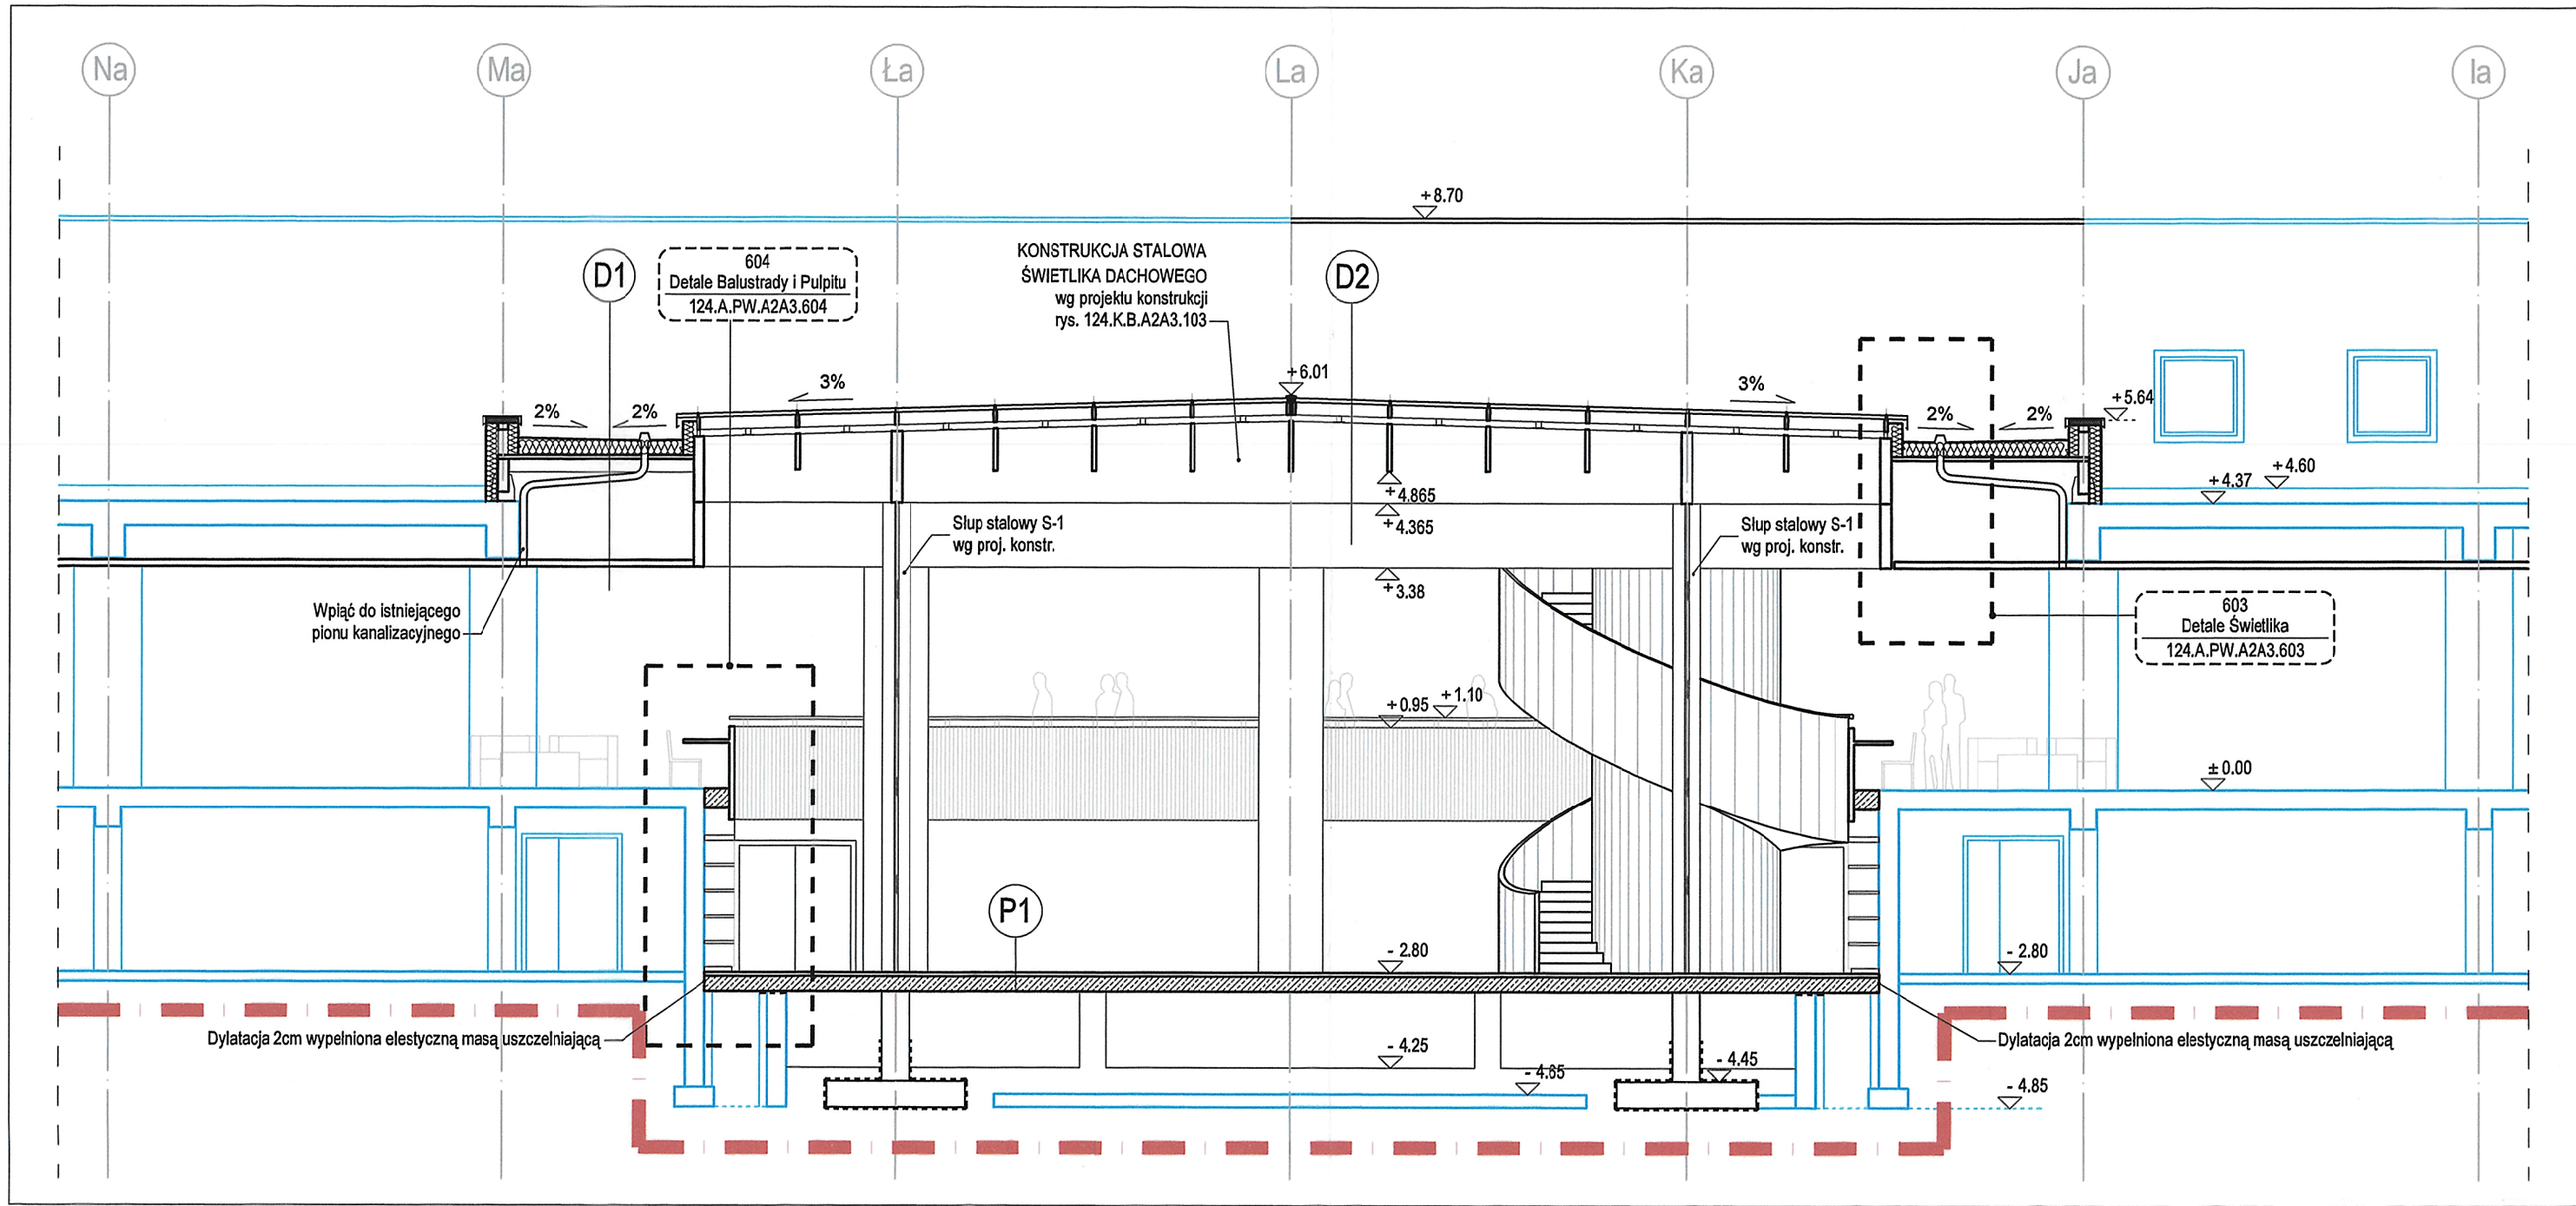 Na
Ma
Ła
La
Ka
Ja
Ia
+8.70
D1
604
Detale Balustrady i Pulpitu
124.A.PW.A2A3.604
KONSTRUKCJA STALOWA
ŚWIETLIKA DACHOWEGO
wg projektu konstrukcji
rys. 124.K.B.A2A3.103
D2
+6.01
3%
3%
2%
2%
2%
2%
+5.64
+4.60
+4.37
+4.865
+4.365
Słup stalowy S-1
wg proj. konstr.
Słup stalowy S-1
wg proj. konstr.
+3.38
Wpiąć do istniejącego
pionu kanalizacyjnego
603
Detale Świetlika
124.A.PW.A2A3.603
+0.95
+1.10
±0.00
P1
- 2.80
- 2.80
Dylatacja 2cm wypełniona elestyczną masą uszczelniającą
Dylatacja 2cm wypełniona elestyczną masą uszczelniającą
- 4.25
- 4.45
- 4.65
- 4.85